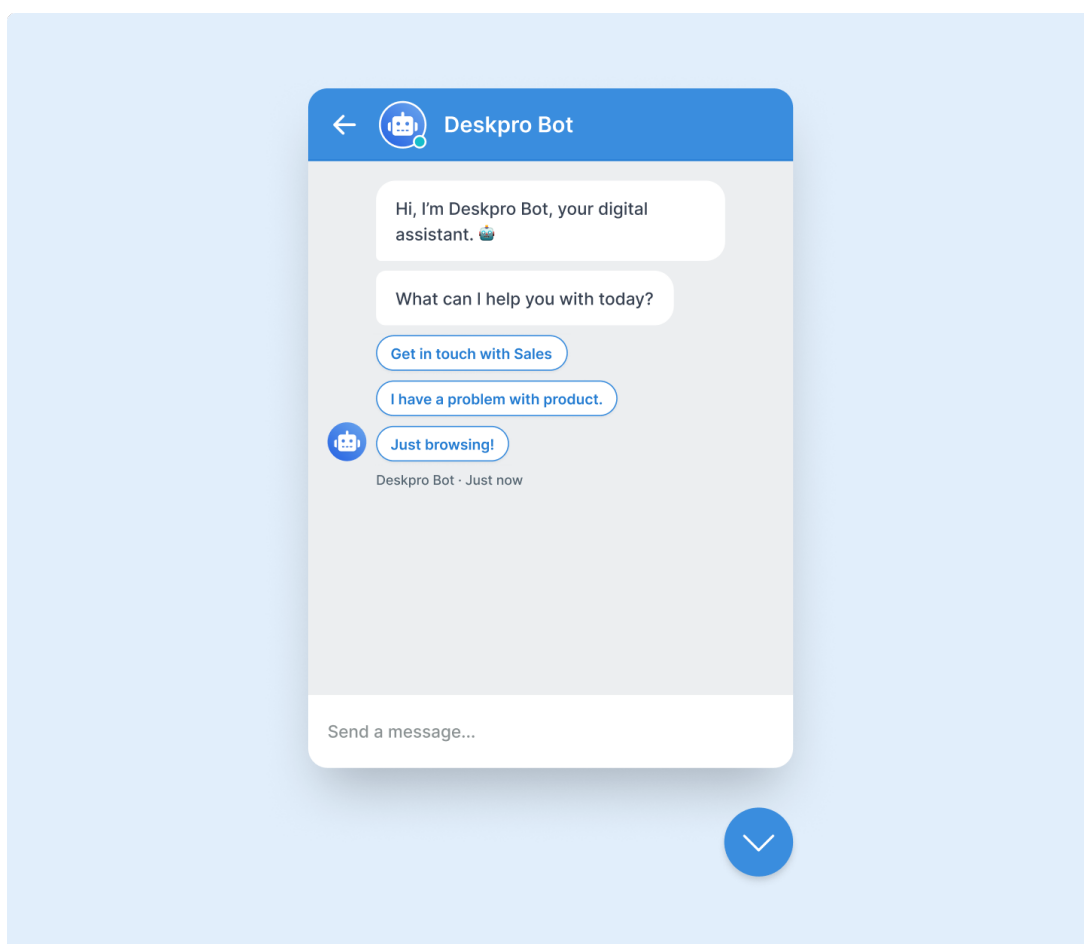 Deskpro Bot
Hi, I’m Deskpro Bot, your digital
assistant. 🤖
What can I help you with today?
Get in touch with Sales
I have a problem with product.
Just browsing!
Deskpro Bot · Just now
Send a message...